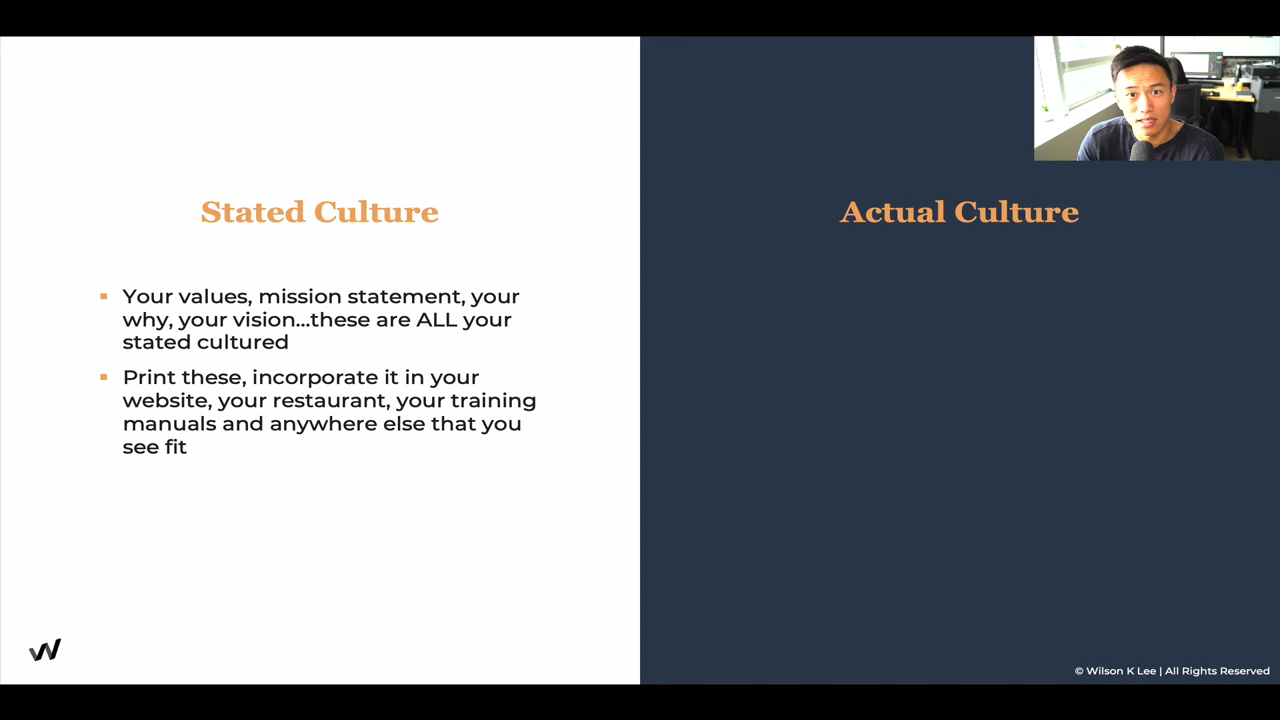 Stated Culture
Your values, mission statement, your
why, your vision...these are ALL your
stated cultured
Print these, incorporate it in your
website, your restaurant, your training
manuals and anywhere else that you
see fit
Actual Culture
© Wilson K Lee | All Rights Reserved